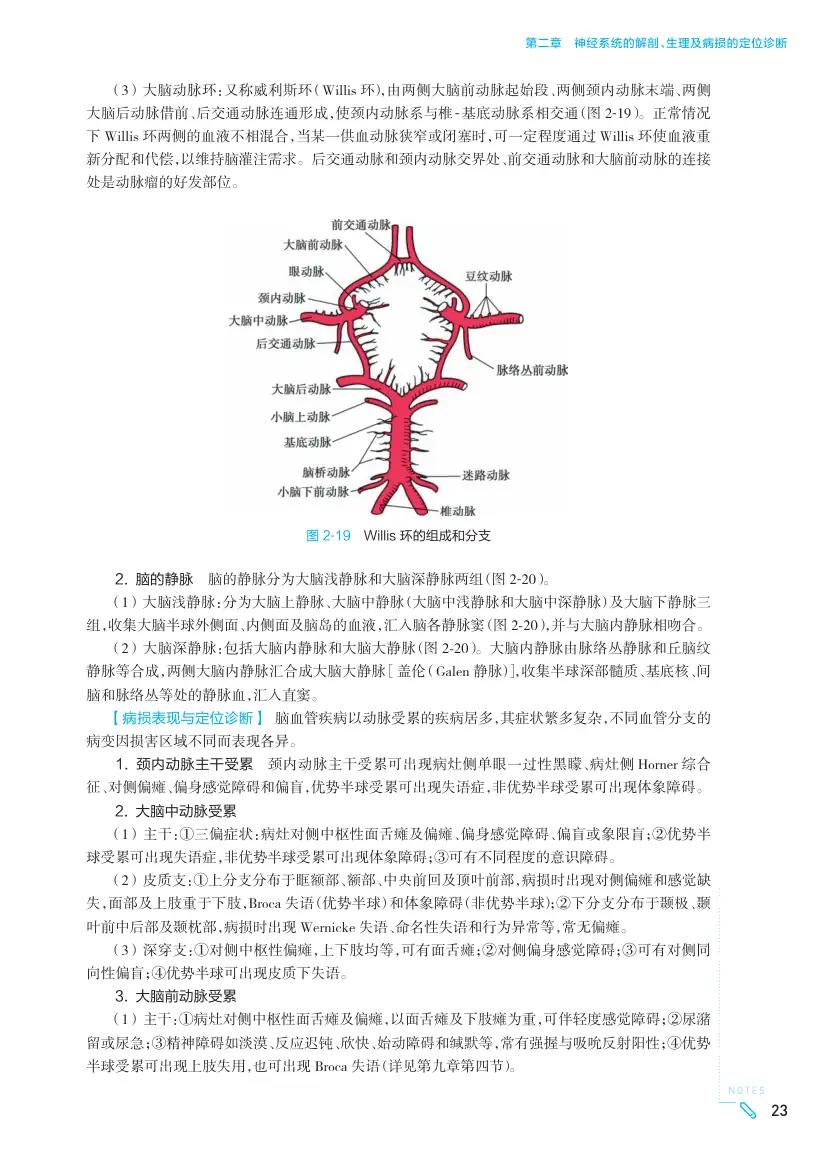 第二章　神经系统的解剖、生理及病损的定位诊断
（3）大脑动脉环：又称威利斯环（Willis 环），由两侧大脑前动脉起始段、两侧颈内动脉末端、两侧
大脑后动脉借前、后交通动脉连通形成，使颈内动脉系与椎-基底动脉系相交通（图 2-19）。正常情况
下 Willis 环两侧的血液不相混合，当某一供血动脉狭窄或闭塞时，可一定程度通过 Willis 环使血液重
新分配和代偿，以维持脑灌注需求。后交通动脉和颈内动脉交界处、前交通动脉和大脑前动脉的连接
处是动脉瘤的好发部位。
前交通动脉
大脑前动脉
眼动脉
豆纹动脉
颈内动脉
大脑中动脉
后交通动脉
脉络丛前动脉
大脑后动脉
小脑上动脉
基底动脉
脑桥动脉
迷路动脉
小脑下前动脉
椎动脉
图 2-19　Willis 环的组成和分支
2. 脑的静脉　脑的静脉分为大脑浅静脉和大脑深静脉两组（图 2-20）。
（1）大脑浅静脉：分为大脑上静脉、大脑中静脉（大脑中浅静脉和大脑中深静脉）及大脑下静脉三
组，收集大脑半球外侧面、内侧面及脑岛的血液，汇入脑各静脉窦（图 2-20），并与大脑内静脉相吻合。
（2）大脑深静脉：包括大脑内静脉和大脑大静脉（图 2-20）。大脑内静脉由脉络丛静脉和丘脑纹
静脉等合成，两侧大脑内静脉汇合成大脑大静脉［盖伦（Galen 静脉）］，收集半球深部髓质、基底核、间
脑和脉络丛等处的静脉血，汇入直窦。
【病损表现与定位诊断】　脑血管疾病以动脉受累的疾病居多，其症状繁多复杂，不同血管分支的
病变因损害区域不同而表现各异。
1. 颈内动脉主干受累　颈内动脉主干受累可出现病灶侧单眼一过性黑矇、病灶侧 Horner 综合
征、对侧偏瘫、偏身感觉障碍和偏盲，优势半球受累可出现失语症，非优势半球受累可出现体象障碍。
2. 大脑中动脉受累
（1）主干：①三偏症状：病灶对侧中枢性面舌瘫及偏瘫、偏身感觉障碍、偏盲或象限盲；②优势半
球受累可出现失语症，非优势半球受累可出现体象障碍；③可有不同程度的意识障碍。
（2）皮质支：①上分支分布于眶额部、额部、中央前回及顶叶前部，病损时出现对侧偏瘫和感觉缺
失，面部及上肢重于下肢，Broca 失语（优势半球）和体象障碍（非优势半球）；②下分支分布于颞极、颞
叶前中后部及颞枕部，病损时出现 Wernicke 失语、命名性失语和行为异常等，常无偏瘫。
（3）深穿支：①对侧中枢性偏瘫，上下肢均等，可有面舌瘫；②对侧偏身感觉障碍；③可有对侧同
向性偏盲；④优势半球可出现皮质下失语。
3. 大脑前动脉受累
（1）主干：①病灶对侧中枢性面舌瘫及偏瘫，以面舌瘫及下肢瘫为重，可伴轻度感觉障碍；②尿潴
留或尿急；③精神障碍如淡漠、反应迟钝、欣快、始动障碍和缄默等，常有强握与吸吮反射阳性；④优势
半球受累可出现上肢失用，也可出现 Broca 失语（详见第九章第四节）。
NOTES
23